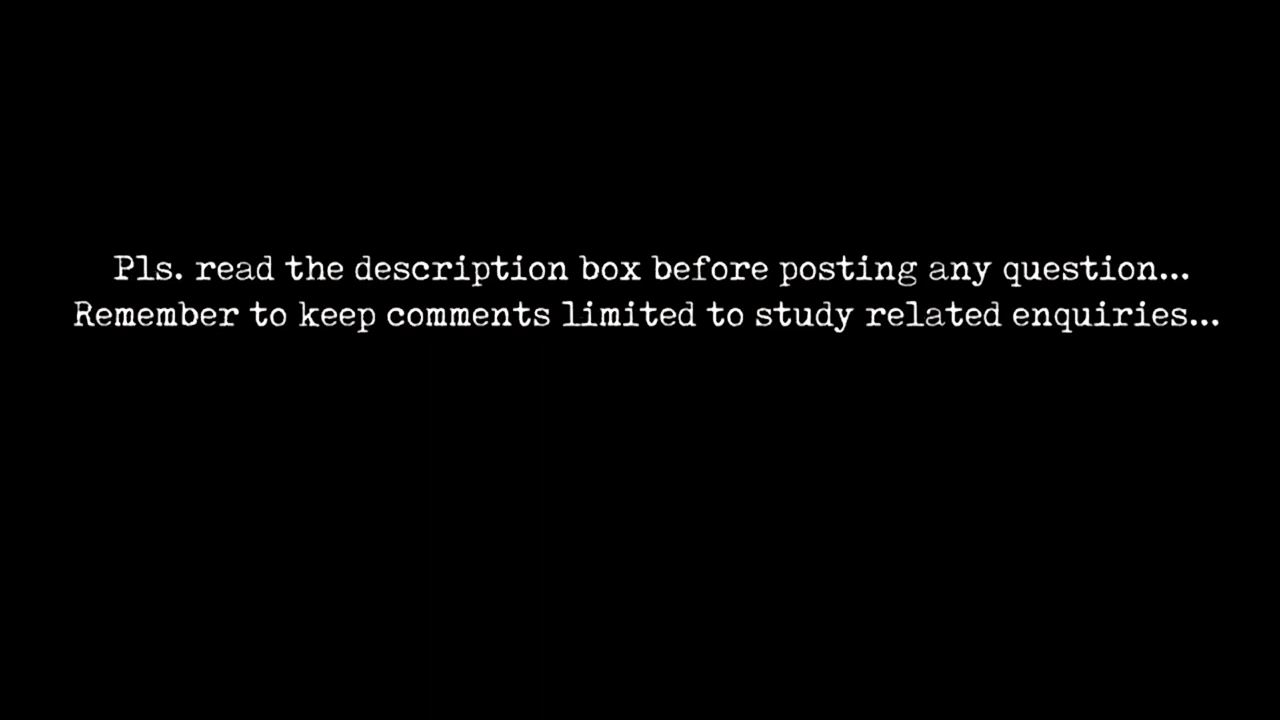 Pls. read the description box before posting any question...
Remember to keep comments limited to study related enquiries...